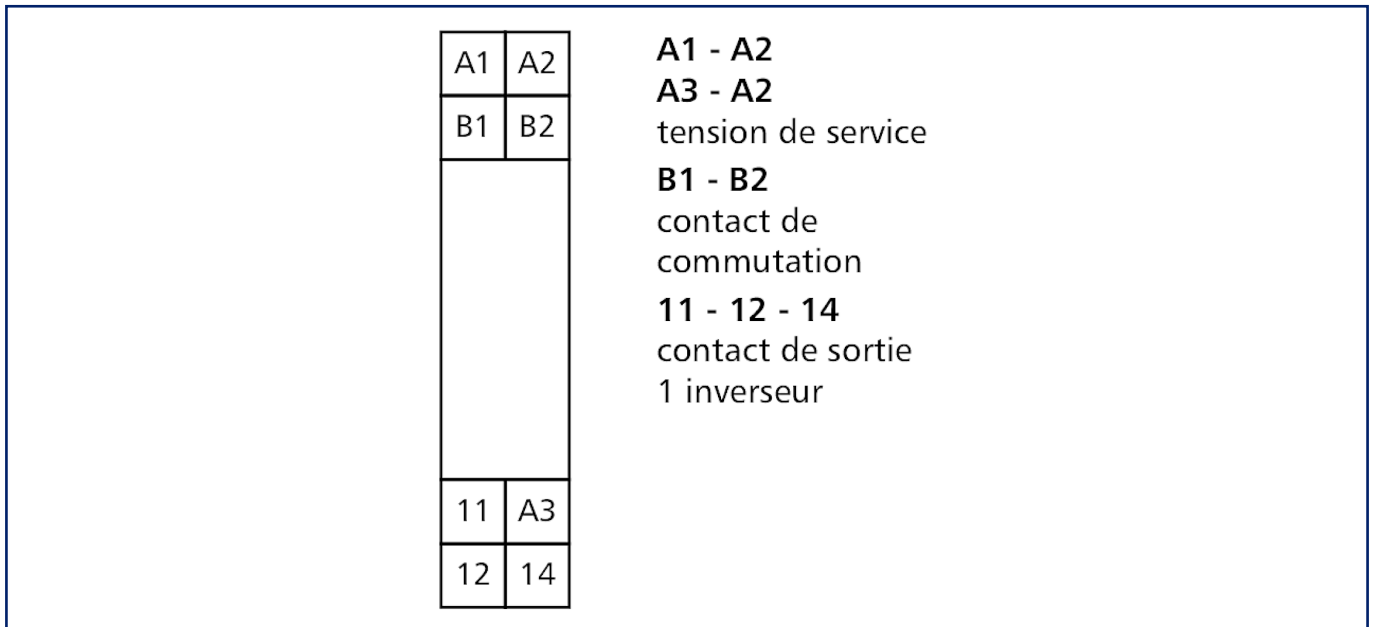 A1 A2
B1 B2
11 A3
12 14
A1 - A2
A3 - A2
tension de service
B1 - B2
contact de
commutation
11 - 12 - 14
contact de sortie
1 inverseur